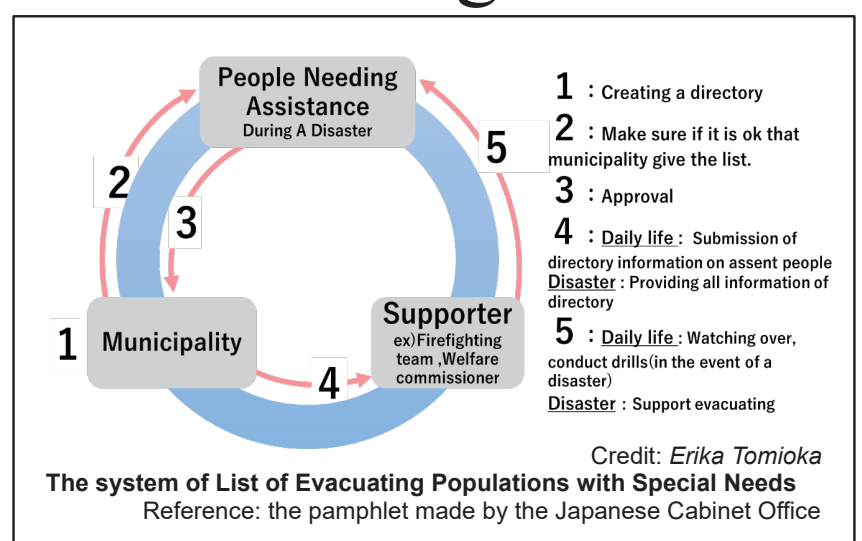 People Needing
Assistance
During A Disaster
2
3
5
1
Municipality
4
Supporter
ex)Firefighting
team ,Welfare
commissioner
1 : Creating a directory
2 : Make sure if it is ok that
municipality give the list.
3 : Approval
4 : Daily life : Submission of
directory information on assent people
Disaster : Providing all information of
directory
5 : Daily life : Watching over,
conduct drills(in the event of a
disaster)
Disaster : Support evacuating
Credit: Erika Tomioka
The system of List of Evacuating Populations with Special Needs
Reference: the pamphlet made by the Japanese Cabinet Office